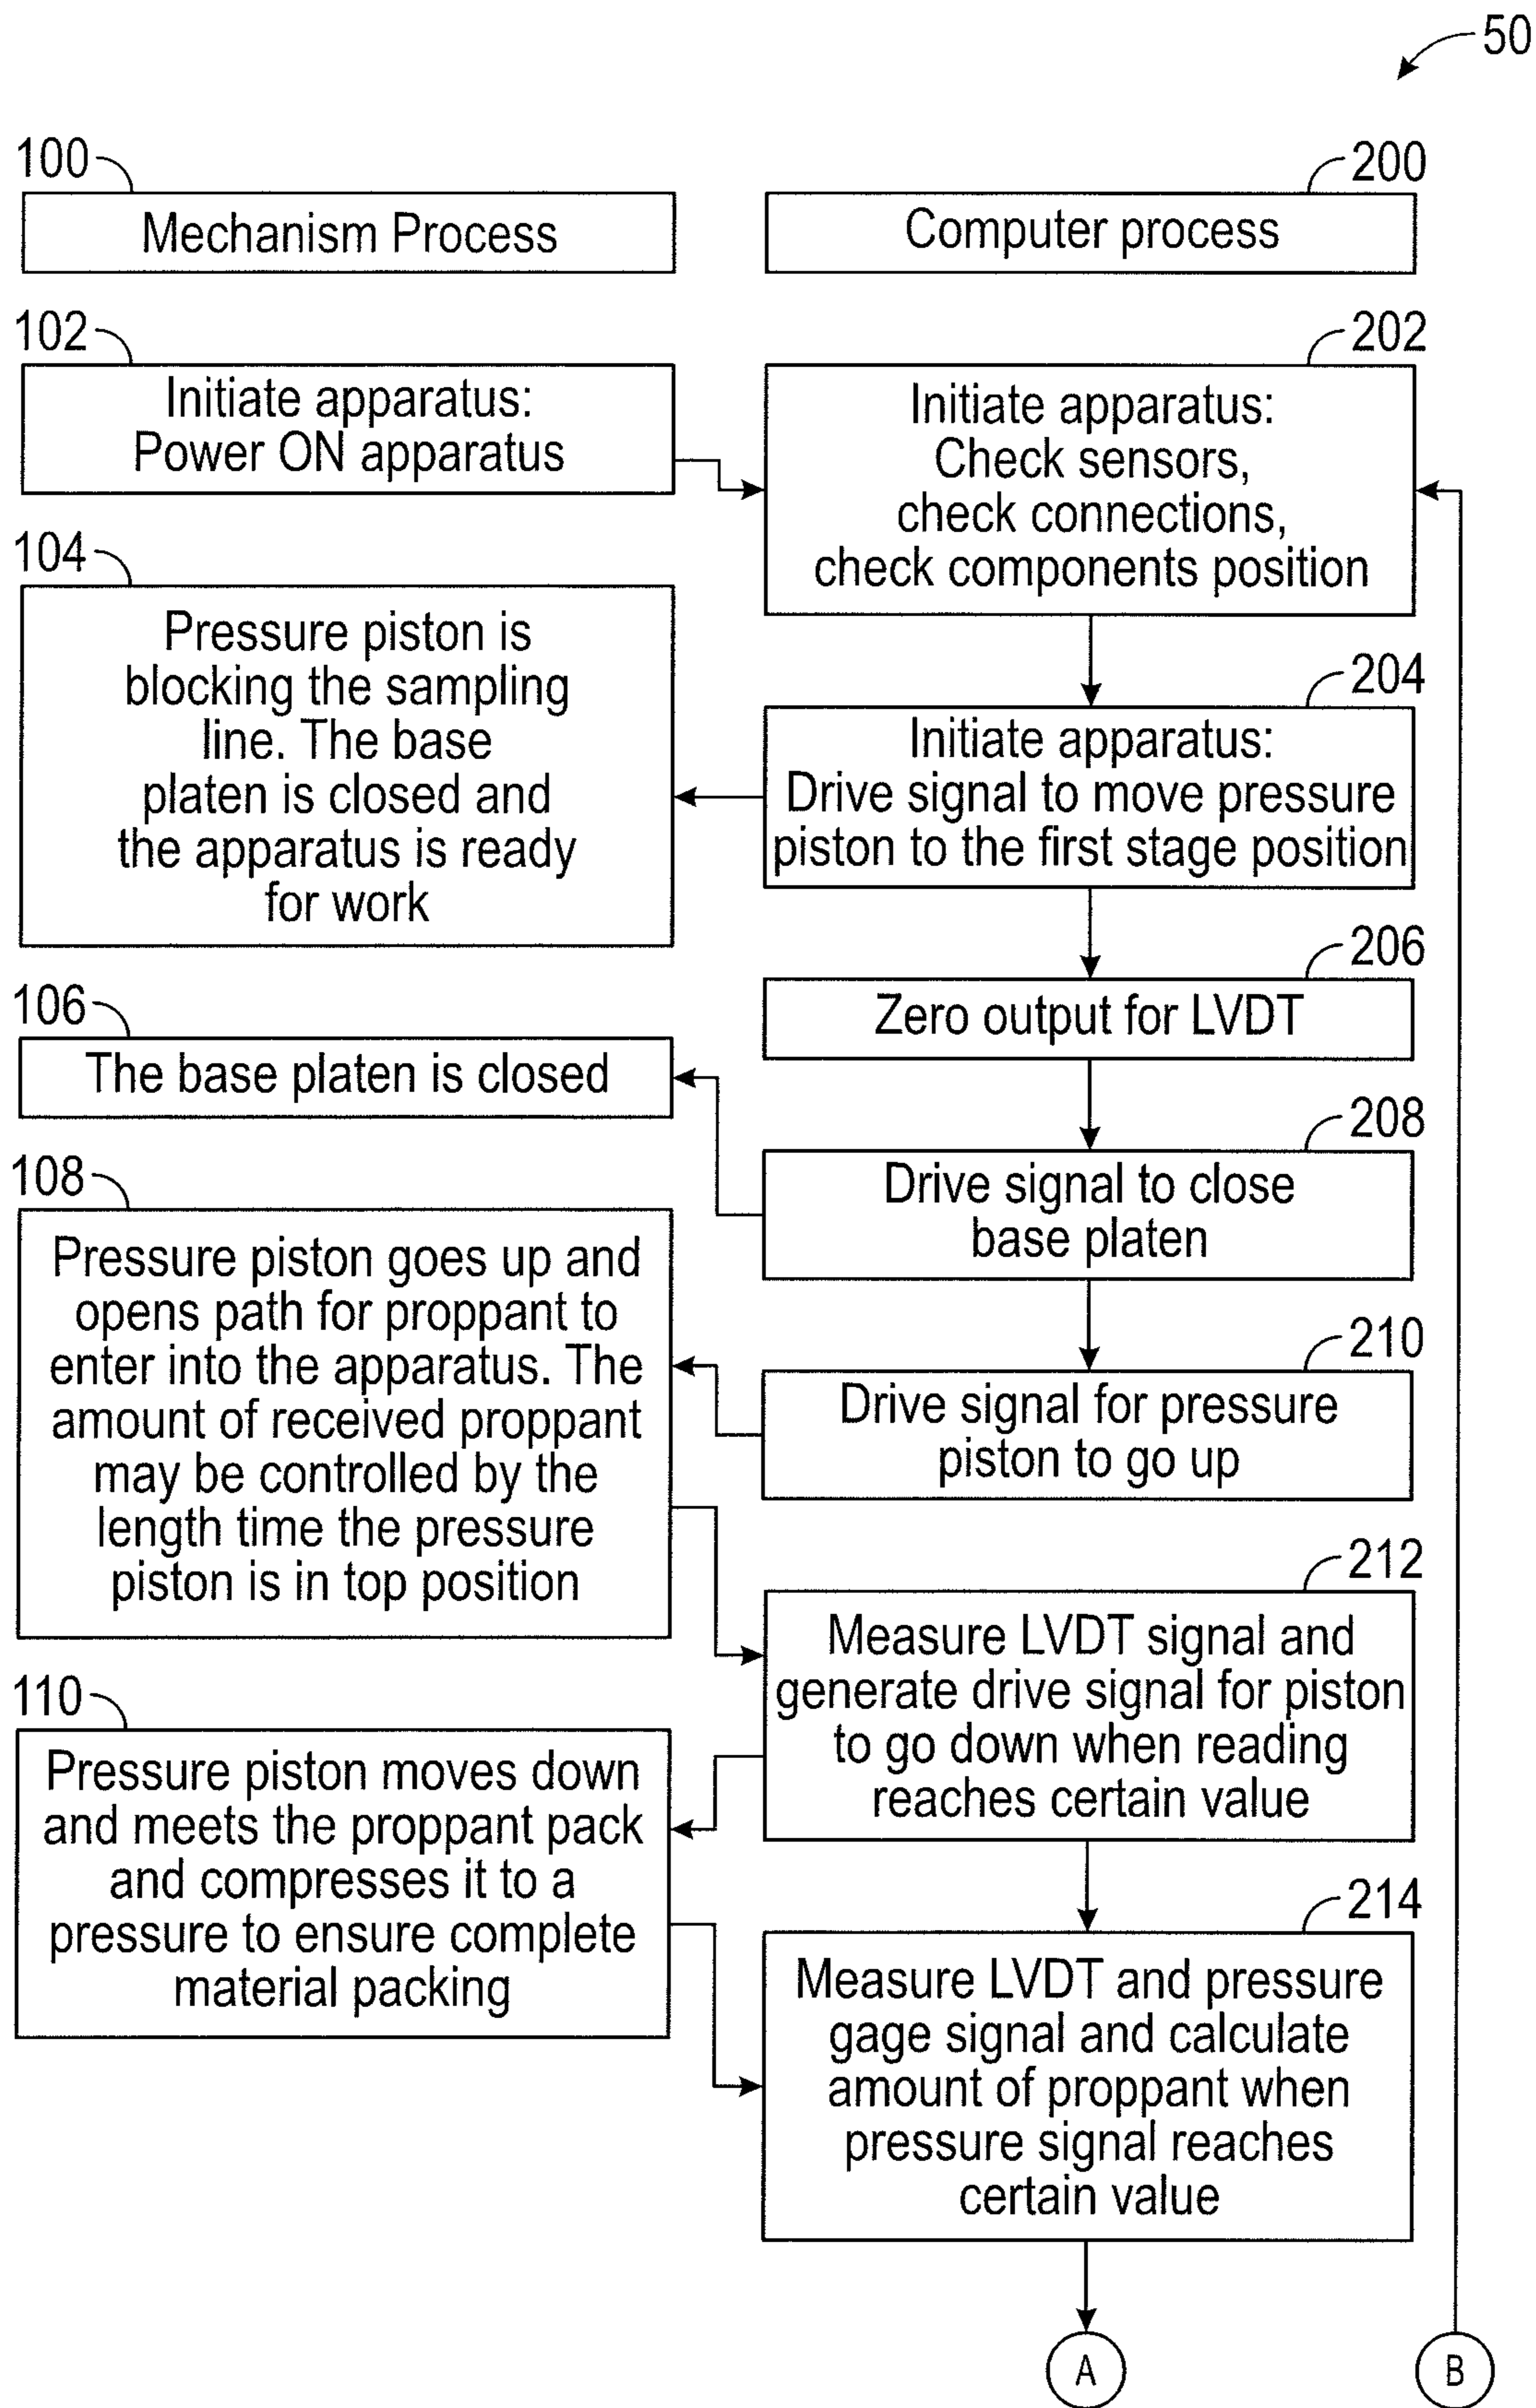 50
100
Mechanism Process
200
Computer process
102
Initiate apparatus:
Power ON apparatus
202
Initiate apparatus:
Check sensors,
check connections,
check components position
104
Pressure piston is
blocking the sampling
line. The base
platen is closed and
the apparatus is ready
for work
204
Initiate apparatus:
Drive signal to move pressure
piston to the first stage position
206
Zero output for LVDT
106
The base platen is closed
208
Drive signal to close
base platen
108
Pressure piston goes up and
opens path for proppant to
enter into the apparatus. The
amount of received proppant
may be controlled by the
length time the pressure
piston is in top position
210
Drive signal for pressure
piston to go up
212
Measure LVDT signal and
generate drive signal for piston
to go down when reading
reaches certain value
110
Pressure piston moves down
and meets the proppant pack
and compresses it to a
pressure to ensure complete
material packing
214
Measure LVDT and pressure
gage signal and calculate
amount of proppant when
pressure signal reaches
certain value
A
B